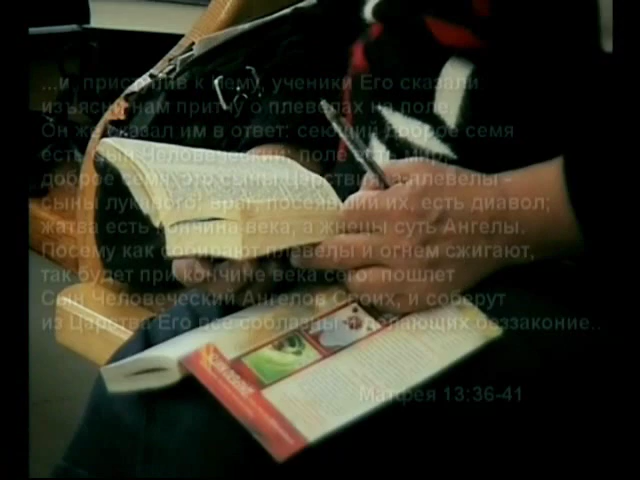 ...и, приступив к Нему, ученики Его сказали:
изъясни нам притчу о плевелах на поле.
Он же сказал им в ответ: сеющий доброе семя
есть Сын Человеческий; поле есть мир;
доброе семя, это сыны Царствия, а плевелы -
сыны лукавого; враг, посеявший их, есть диавол;
жатва есть кончина века, а жнецы суть Ангелы.
Посему как собирают плевелы и огнем сжигают,
так будет при кончине века сего: пошлет
Сын Человеческий Ангелов Своих, и соберут
из Царства Его все соблазны и делающих беззаконие..
Матфея 13:36-41